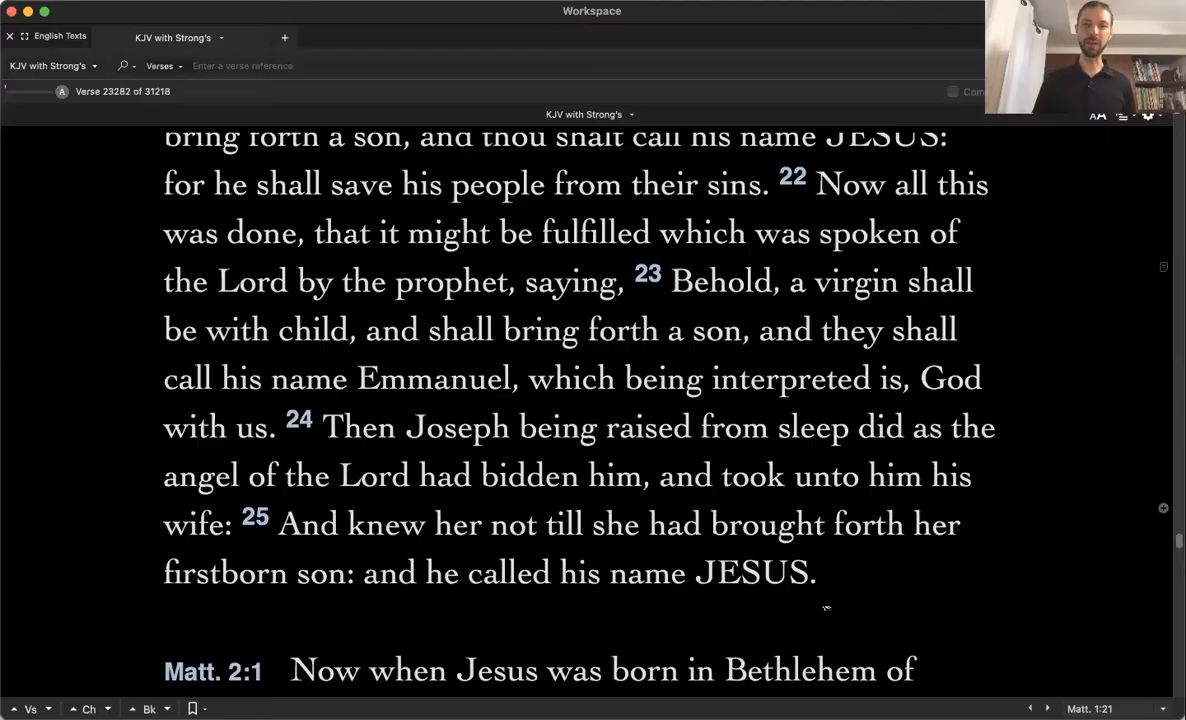 Workspace
English Texts
KJV with Strong's
+
KJV with Strong's
Verses
Enter a verse reference
A
Verse 23282 of 31218
KJV with Strong's
AA
bring forth a son, and thou shalt call his name JESUS:
for he shall save his people from their sins. 22 Now all this
was done, that it might be fulfilled which was spoken of
the Lord by the prophet, saying, 23 Behold, a virgin shall
be with child, and shall bring forth a son, and they shall
call his name Emmanuel, which being interpreted is, God
with us. 24 Then Joseph being raised from sleep did as the
angel of the Lord had bidden him, and took unto him his
wife: 25 And knew her not till she had brought forth her
firstborn son: and he called his name JESUS.
Matt. 2:1 Now when Jesus was born in Bethlehem of
Vs Ch Bk
Matt. 1:21